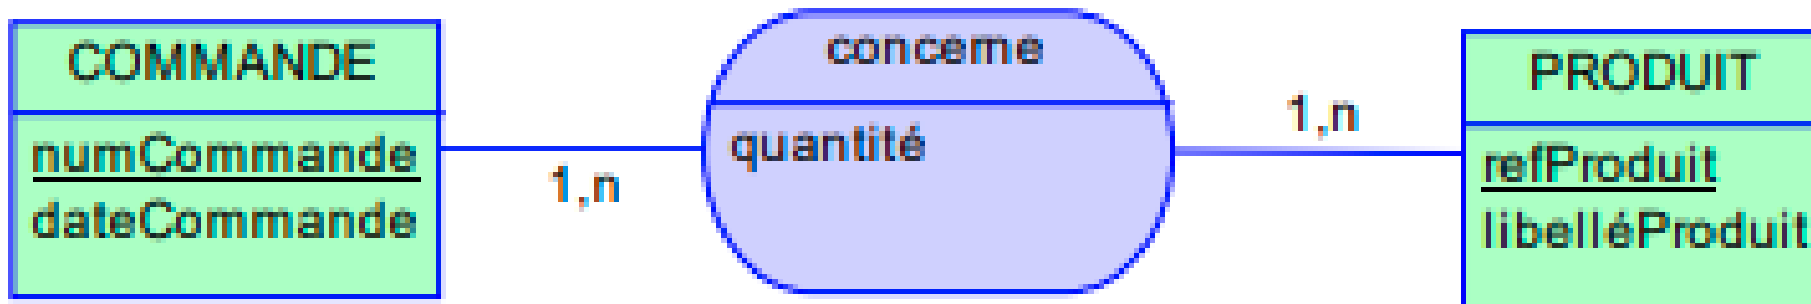 COMMANDE
numCommande
dateCommande
1,n
concerne
quantité
1,n
PRODUIT
refProduit
libelléProduit